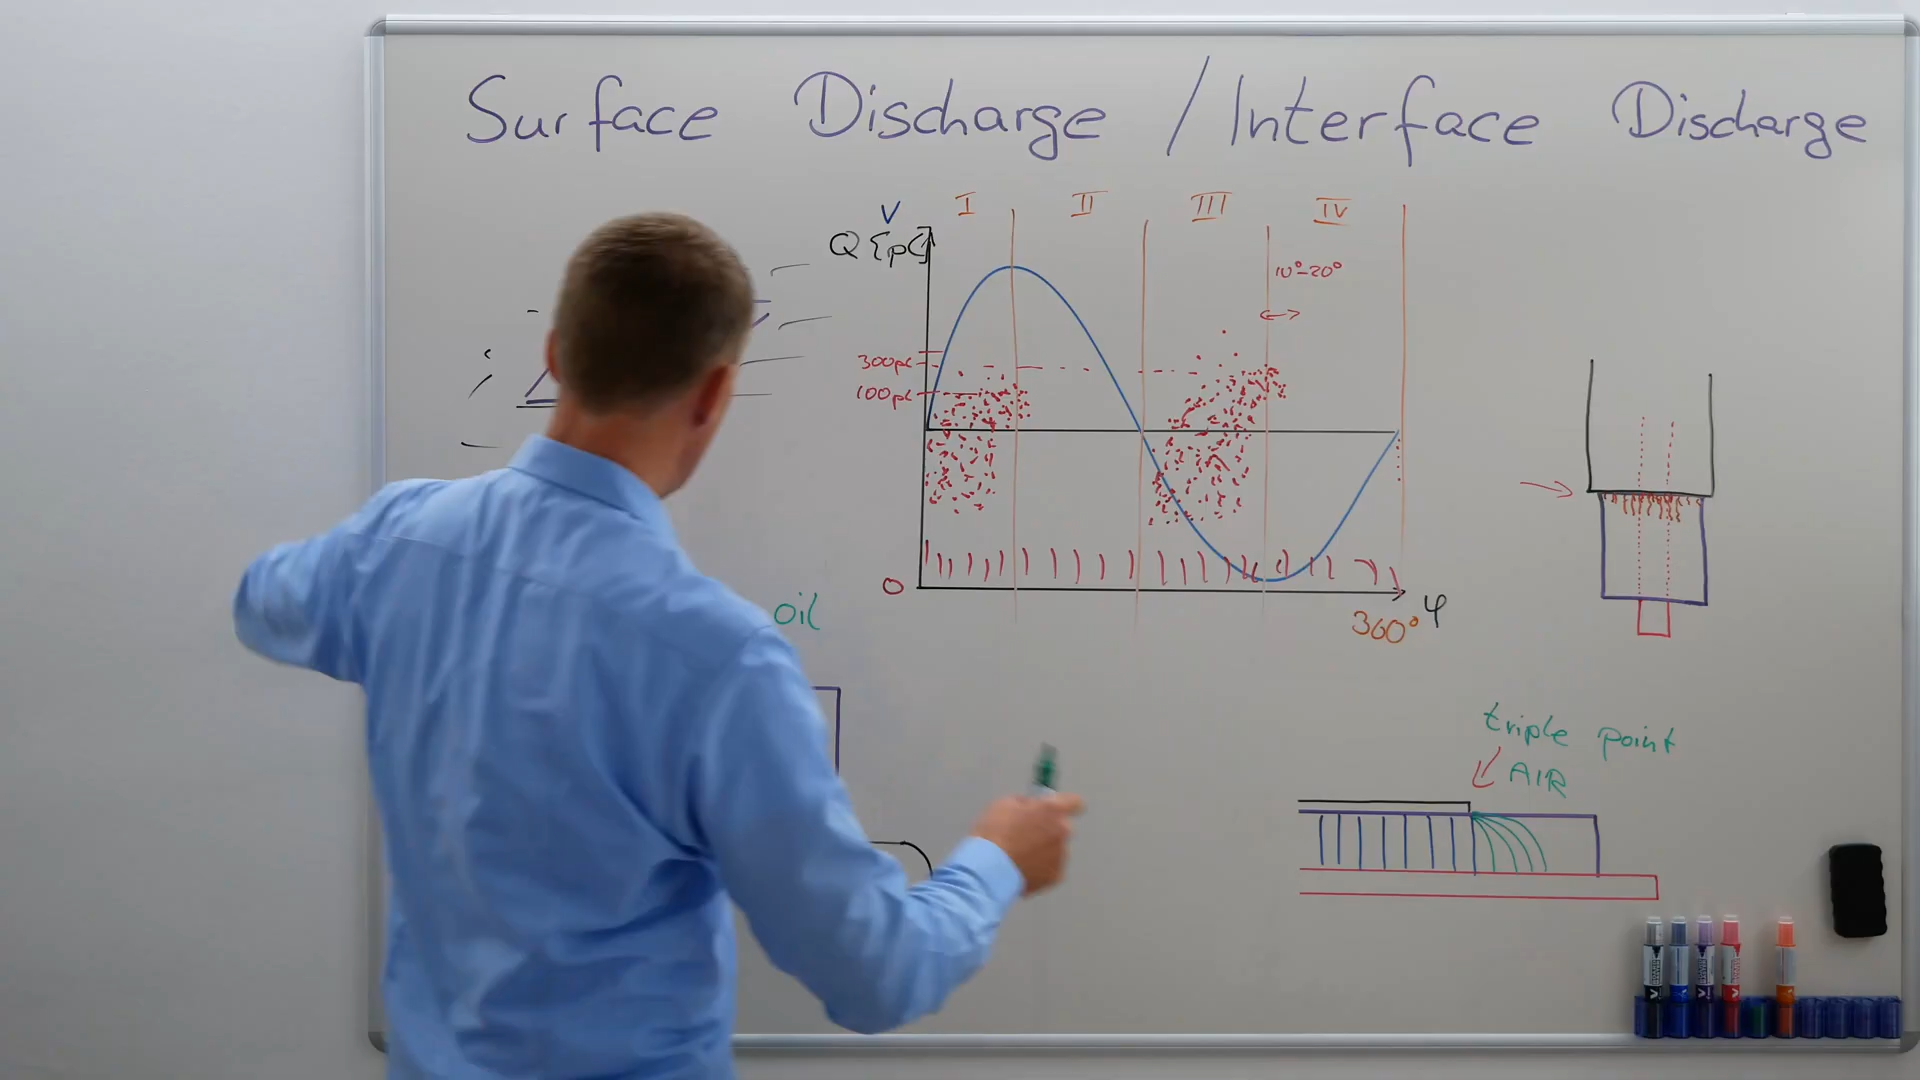 Surface Discharge / Interface Discharge
I II III IV
V
Q [pC]
10°-20°
300pC
100pC
0
360° φ
oil
triple point
AIR